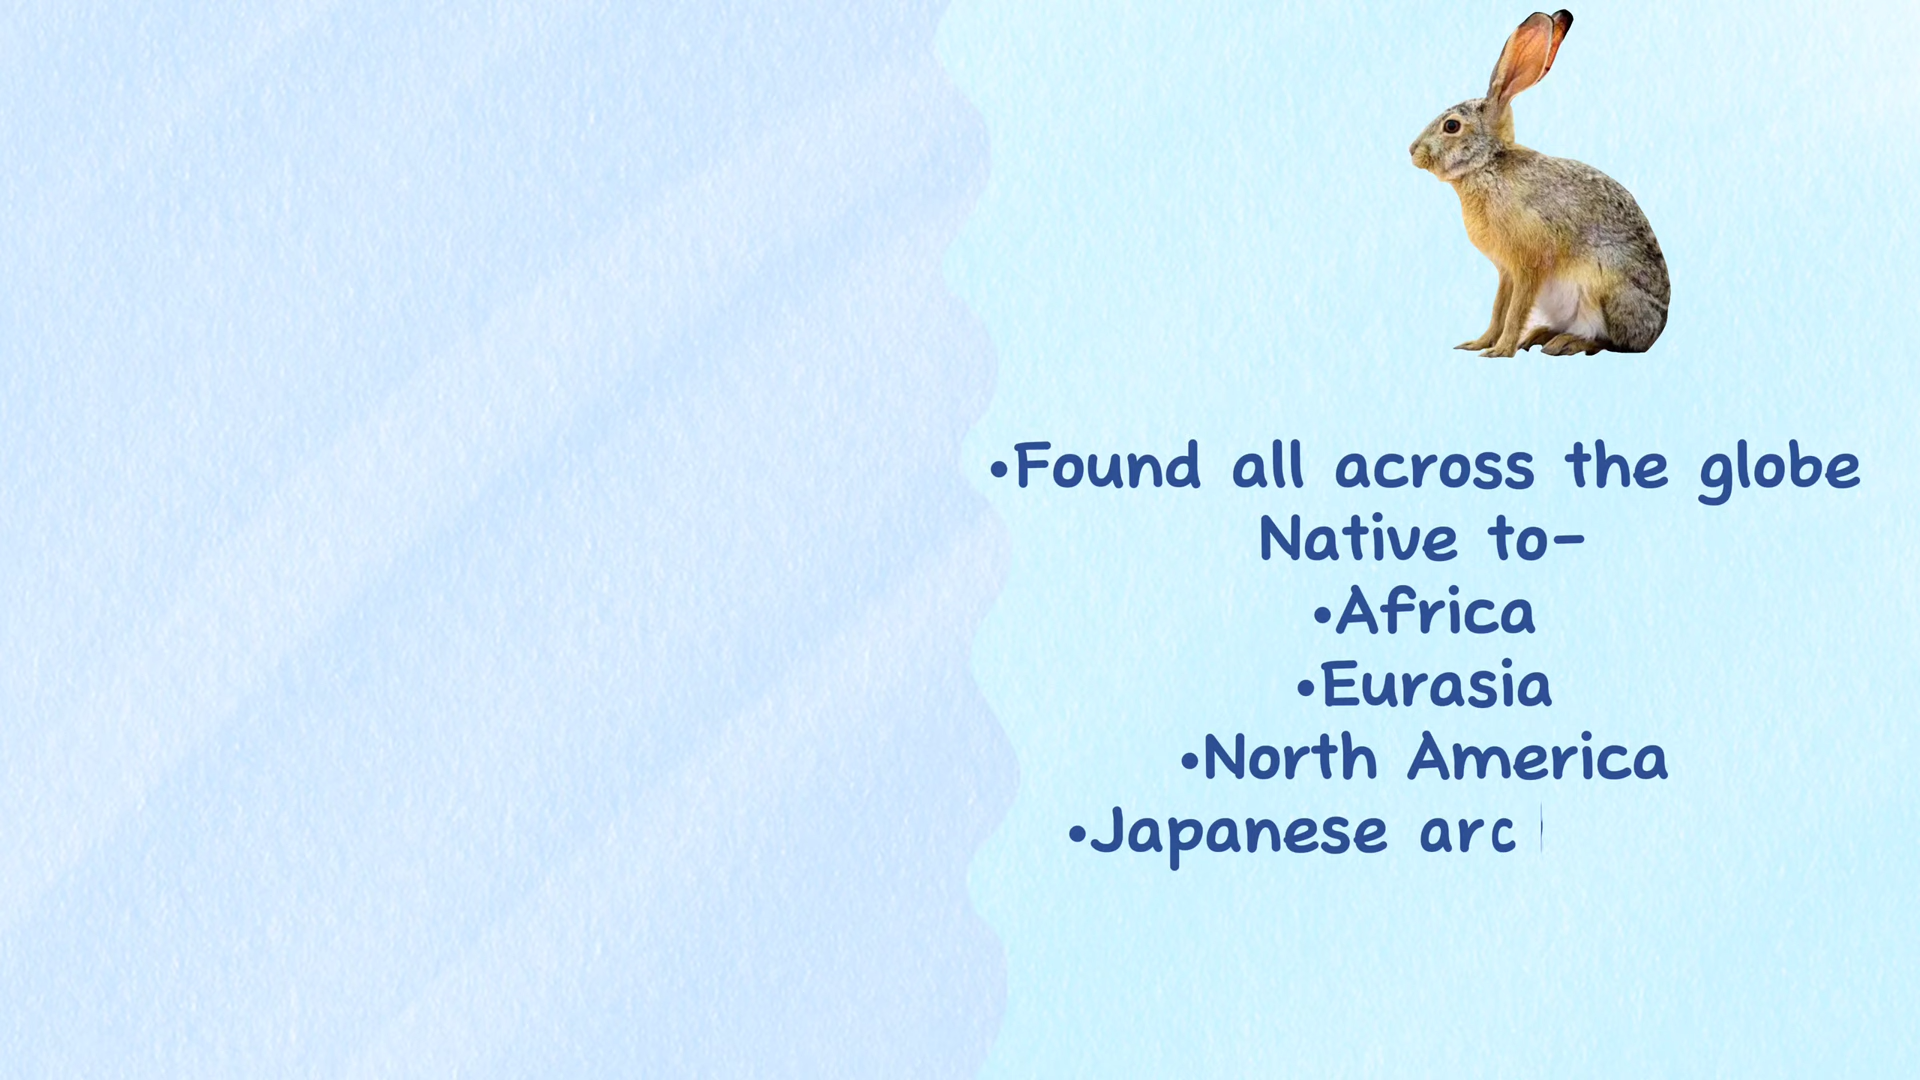 •Found all across the globe
Native to-
•Africa
•Eurasia
•North America
•Japanese arc